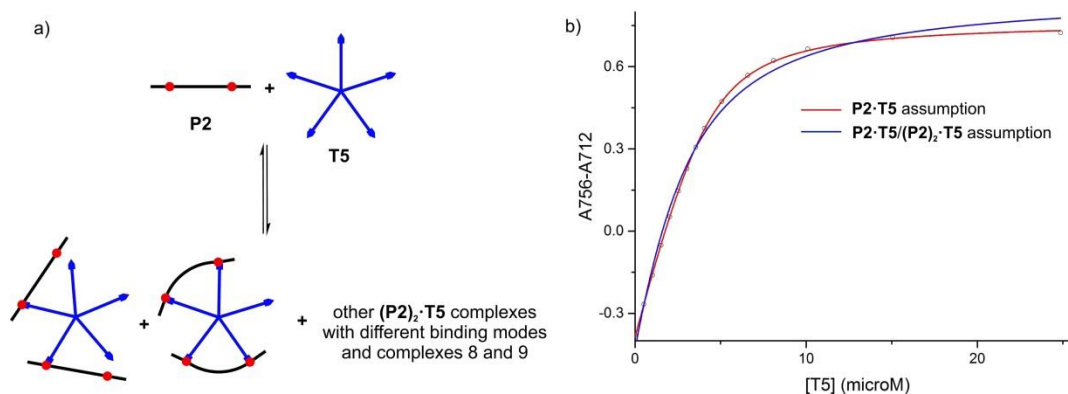 a)
P2
+
T5
+
+
other (P2)₂·T5 complexes
with different binding modes
and complexes 8 and 9
b)
A756-A712
0.6
0.3
0.0
-0.3
P2·T5 assumption
P2·T5/(P2)₂·T5 assumption
0
10
20
[T5] (microM)